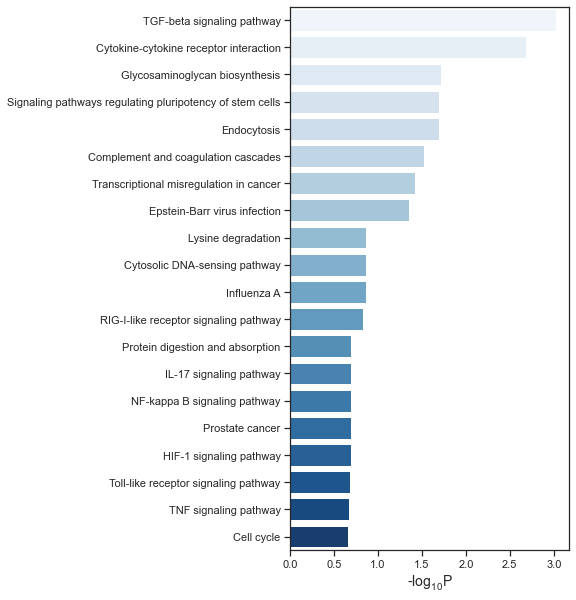 TGF-beta signaling pathway
Cytokine-cytokine receptor interaction
Glycosaminoglycan biosynthesis
Signaling pathways regulating pluripotency of stem cells
Endocytosis
Complement and coagulation cascades
Transcriptional misregulation in cancer
Epstein-Barr virus infection
Lysine degradation
Cytosolic DNA-sensing pathway
Influenza A
RIG-I-like receptor signaling pathway
Protein digestion and absorption
IL-17 signaling pathway
NF-kappa B signaling pathway
Prostate cancer
HIF-1 signaling pathway
Toll-like receptor signaling pathway
TNF signaling pathway
Cell cycle
0.0 0.5 1.0 1.5 2.0 2.5 3.0
-log₁₀P